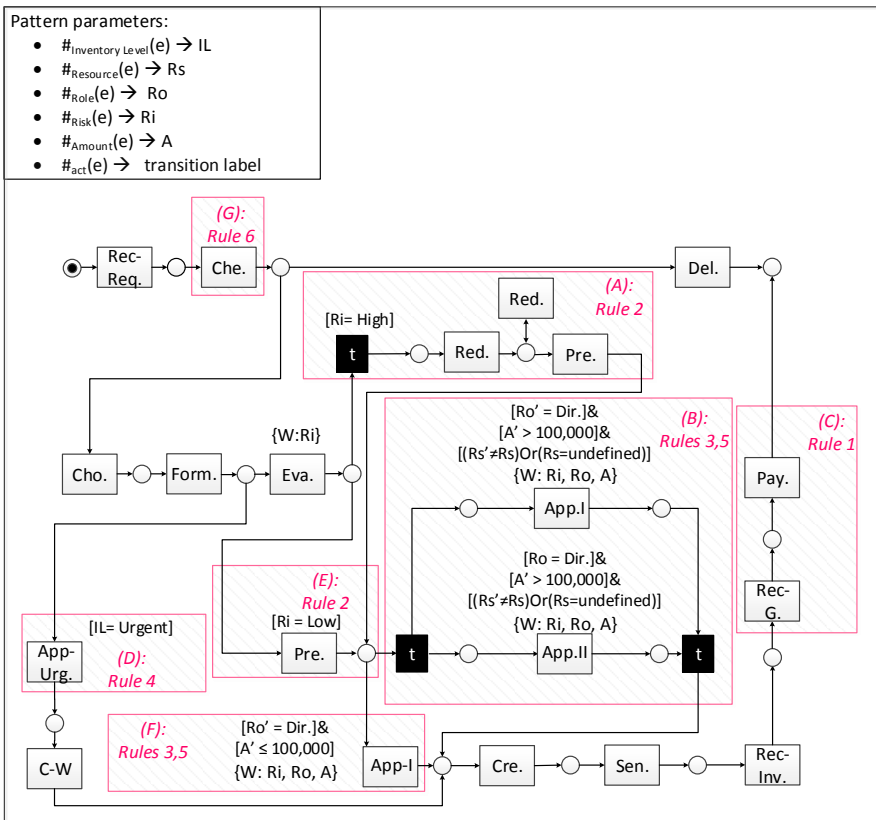 Pattern parameters:
• #Inventory Level(e) → IL
• #Resource(e) → Rs
• #Role(e) → Ro
• #Risk(e) → Ri
• #Amount(e) → A
• #act(e) → transition label
(G):
Rule 6
Rec-
Req.
Che.
Del.
(A):
Rule 2
Red.
[Ri= High]
t
Red.
Pre.
[Ro' = Dir.]&
[A' > 100,000]&
[(Rs'≠Rs)Or(Rs=undefined)]
{W: Ri, Ro, A}
(B):
Rules 3,5
(C):
Rule 1
{W:Ri}
Cho.
Form.
Eva.
App.I
Pay.
[Ro = Dir.]&
[A' > 100,000]&
[(Rs'≠Rs)Or(Rs=undefined)]
{W: Ri, Ro, A}
(E):
Rule 2
[Ri = Low]
Rec-
G.
[IL= Urgent]
App-
Urg.
(D):
Rule 4
Pre.
t
App.II
t
(F):
Rules 3,5
[Ro' = Dir.]&
[A' ≤ 100,000]
{W: Ri, Ro, A}
C-W
App-I
Cre.
Sen.
Rec-
Inv.